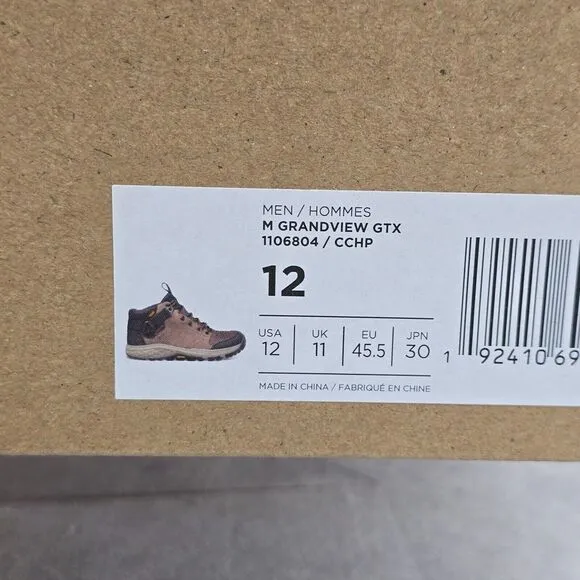 MEN / HOMMES
M GRANDVIEW GTX
1106804 / CCHP
12
USA UK EU JPN
12 11 45.5 30
MADE IN CHINA / FABRIQUÉ EN CHINE
1 92410 69